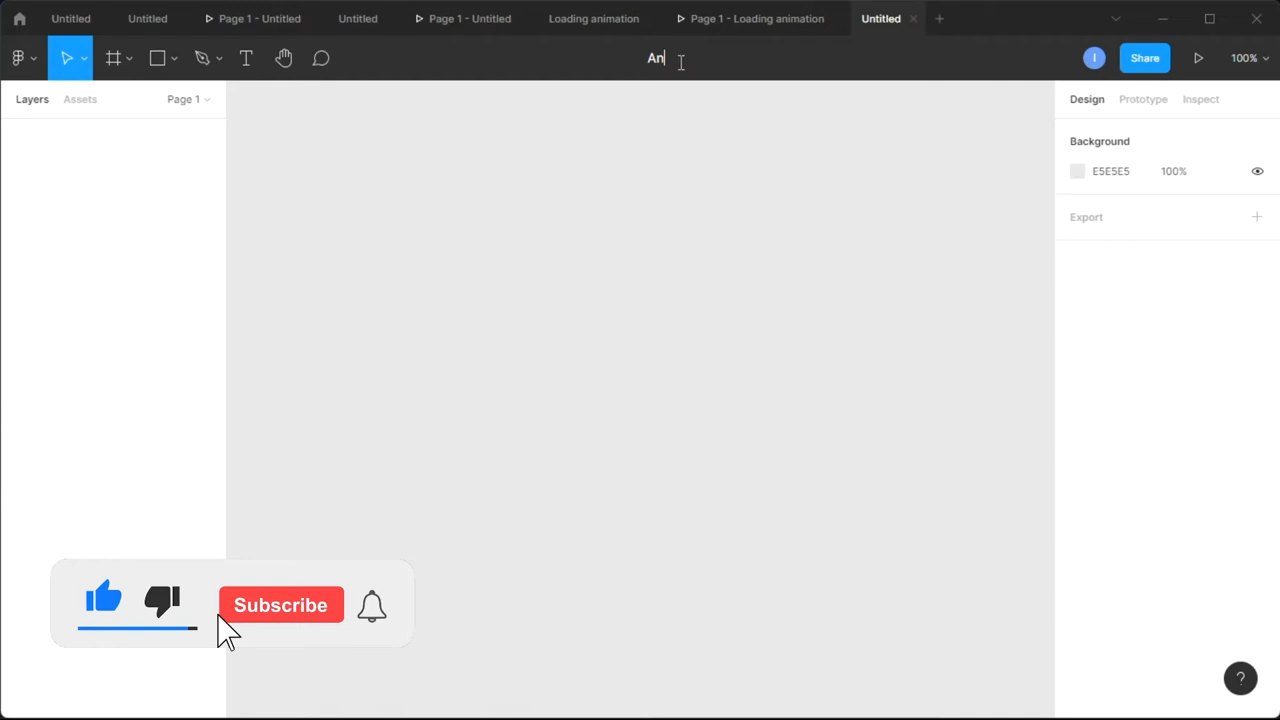 Untitled Untitled Page 1 - Untitled Untitled Page 1 - Untitled Loading animation Page 1 - Loading animation Untitled
An I Share 100%
Layers Assets Page 1 Design Prototype Inspect
Background
E5E5E5 100%
Export
Subscribe
?